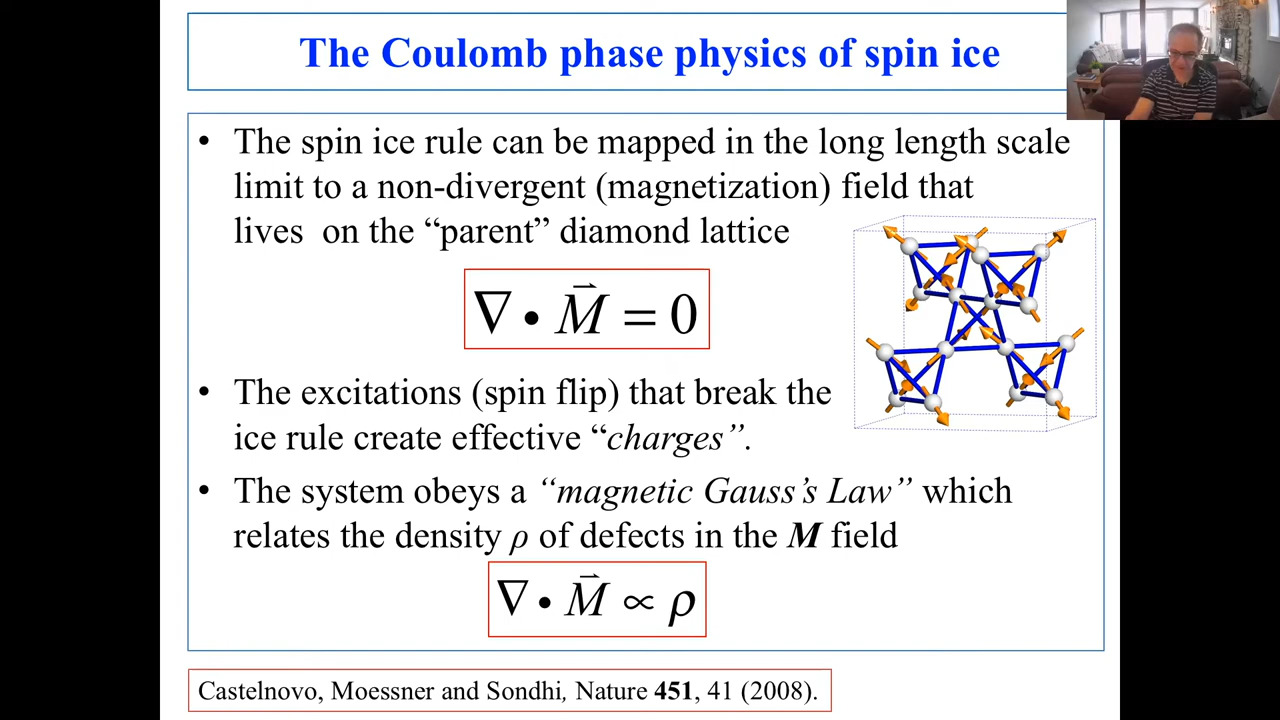 The Coulomb phase physics of spin ice
• The spin ice rule can be mapped in the long length scale
limit to a non-divergent (magnetization) field that
lives on the “parent” diamond lattice
∇ • M⃗ = 0
• The excitations (spin flip) that break the
ice rule create effective “charges”.
• The system obeys a “magnetic Gauss’s Law” which
relates the density ρ of defects in the M field
∇ • M⃗ ∝ ρ
Castelnovo, Moessner and Sondhi, Nature 451, 41 (2008).